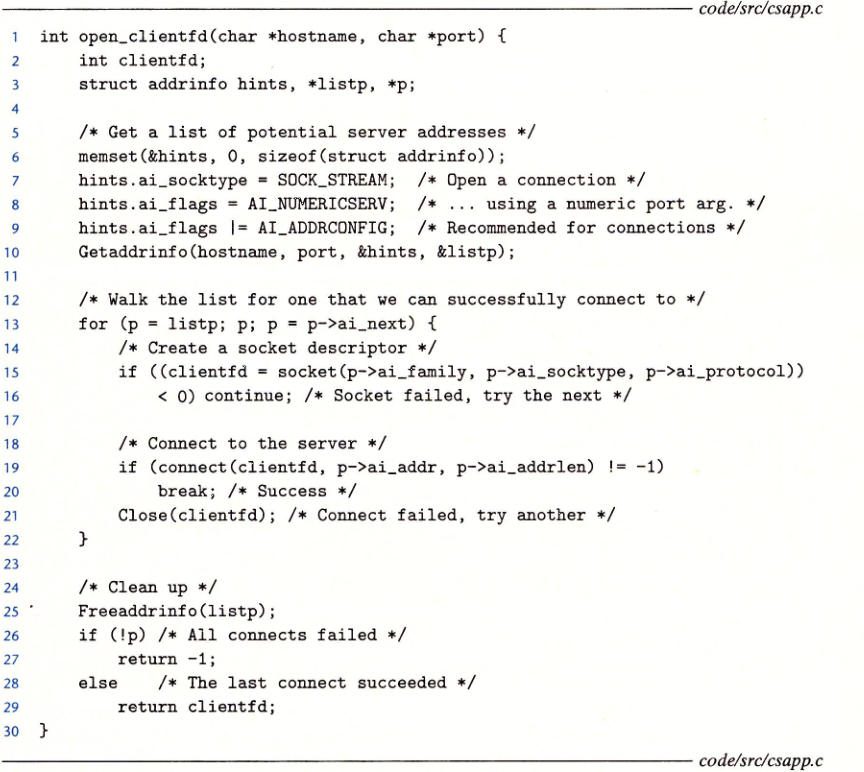 code/src/csapp.c
1 int open_clientfd(char *hostname, char *port) {
2     int clientfd;
3     struct addrinfo hints, *listp, *p;
4
5     /* Get a list of potential server addresses */
6     memset(&hints, 0, sizeof(struct addrinfo));
7     hints.ai_socktype = SOCK_STREAM;  /* Open a connection */
8     hints.ai_flags = AI_NUMERICSERV;  /* ... using a numeric port arg. */
9     hints.ai_flags |= AI_ADDRCONFIG;  /* Recommended for connections */
10     Getaddrinfo(hostname, port, &hints, &listp);
11
12     /* Walk the list for one that we can successfully connect to */
13     for (p = listp; p; p = p->ai_next) {
14         /* Create a socket descriptor */
15         if ((clientfd = socket(p->ai_family, p->ai_socktype, p->ai_protocol))
16             < 0) continue; /* Socket failed, try the next */
17
18         /* Connect to the server */
19         if (connect(clientfd, p->ai_addr, p->ai_addrlen) != -1)
20             break; /* Success */
21         Close(clientfd); /* Connect failed, try another */
22     }
23
24     /* Clean up */
25     Freeaddrinfo(listp);
26     if (!p) /* All connects failed */
27         return -1;
28     else    /* The last connect succeeded */
29         return clientfd;
30 }
code/src/csapp.c